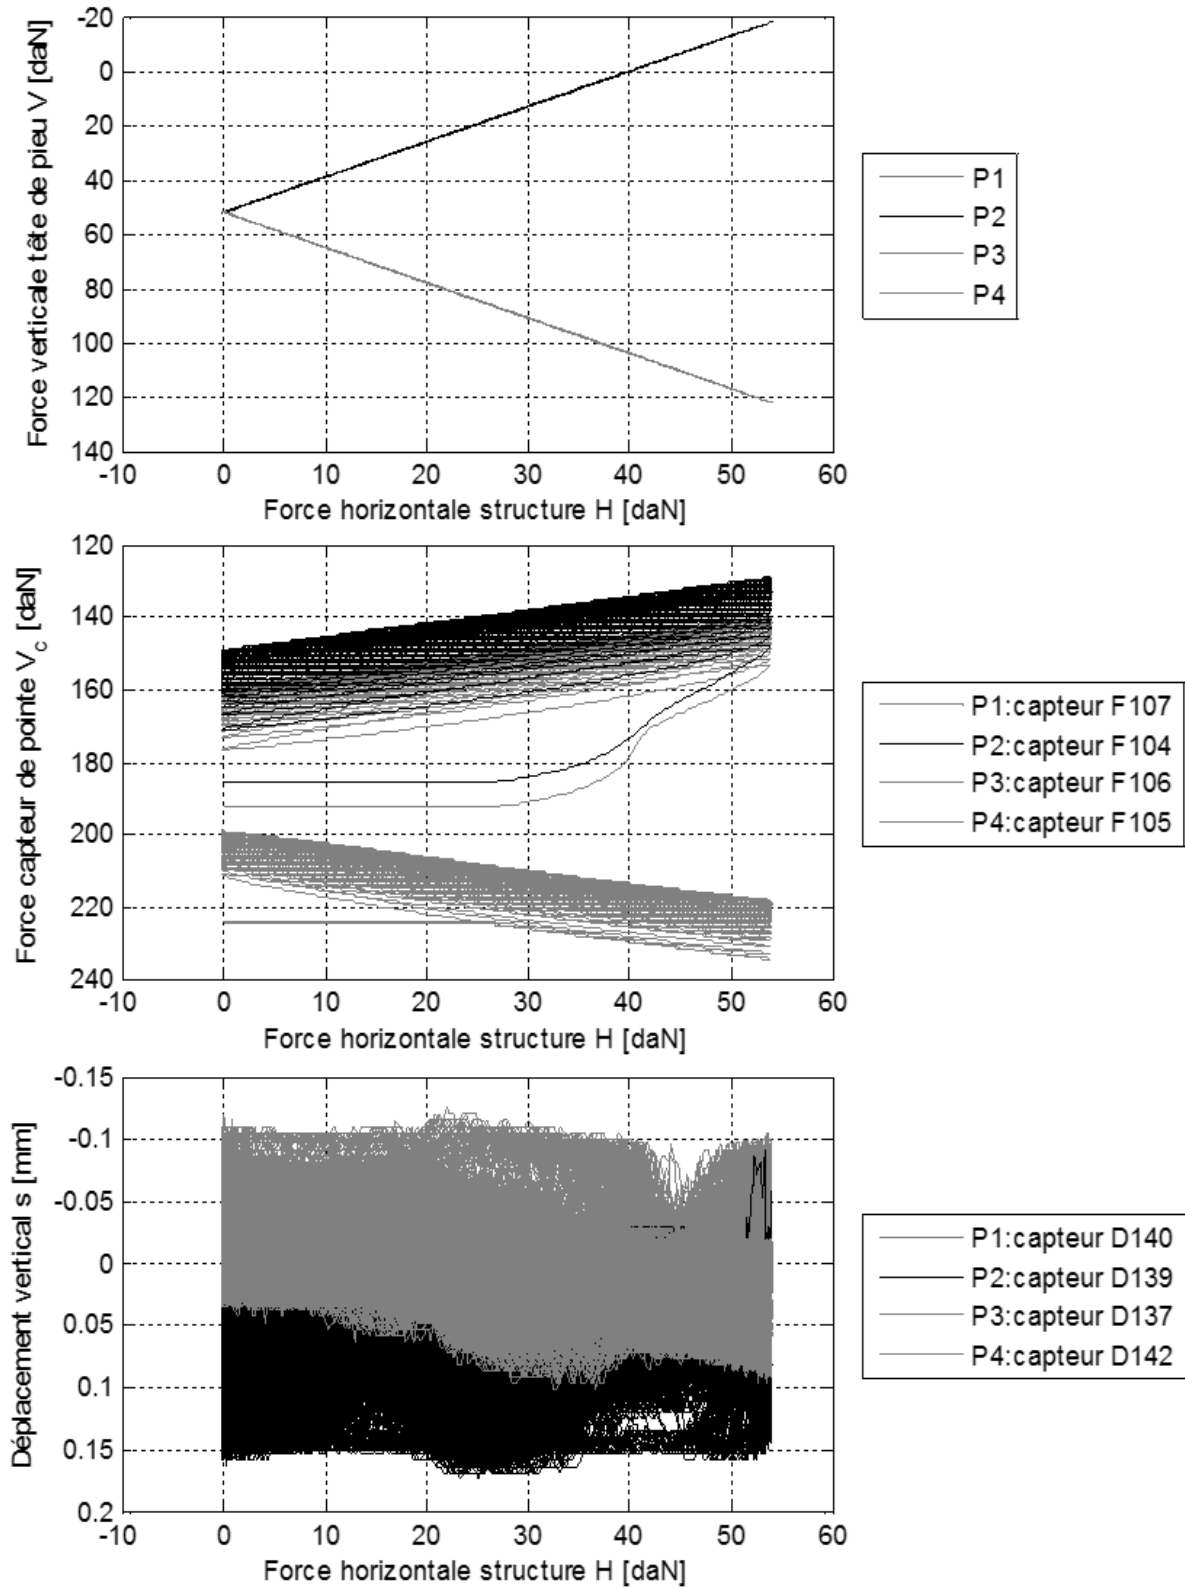 Force verticale tête de pieu V [daN]
-20
0
20
40
60
80
100
120
140
-10 0 10 20 30 40 50 60
Force horizontale structure H [daN]
P1
P2
P3
P4
Force capteur de pointe Vc [daN]
120
140
160
180
200
220
240
-10 0 10 20 30 40 50 60
Force horizontale structure H [daN]
P1:capteur F107
P2:capteur F104
P3:capteur F106
P4:capteur F105
Déplacement vertical s [mm]
-0.15
-0.1
-0.05
0
0.05
0.1
0.15
0.2
-10 0 10 20 30 40 50 60
Force horizontale structure H [daN]
P1:capteur D140
P2:capteur D139
P3:capteur D137
P4:capteur D142